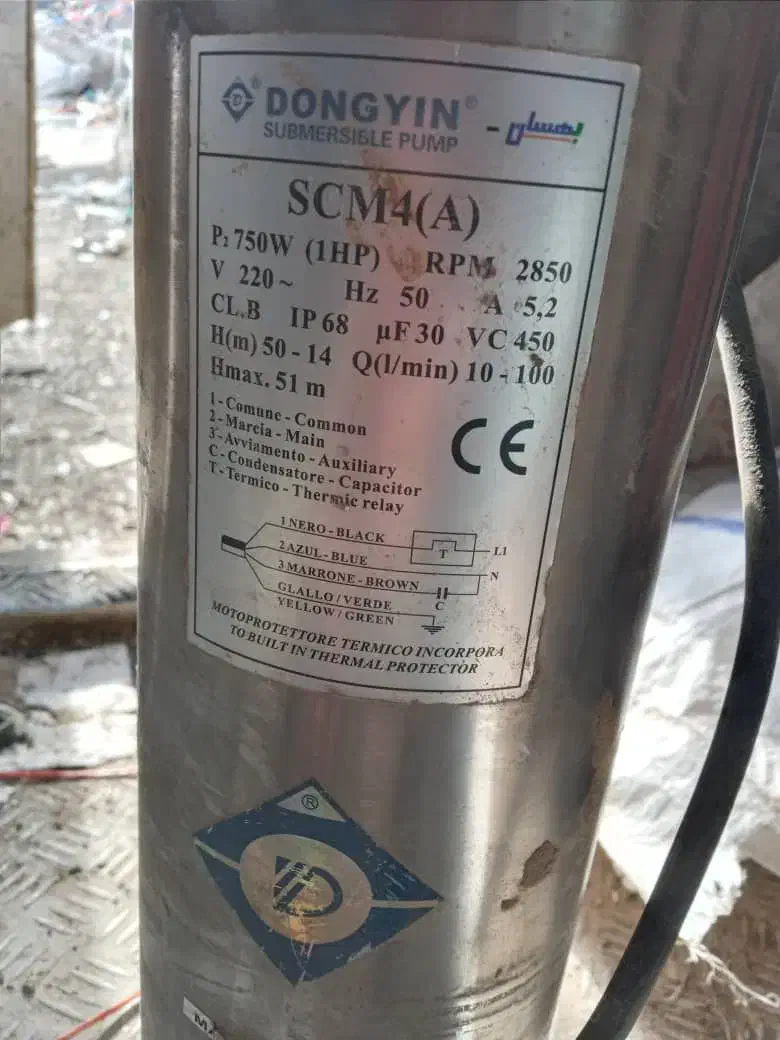 DONGYIN® - بهسان
SUBMERSIBLE PUMP
SCM4(A)
P₂ 750W (1HP) RPM 2850
V 220~ Hz 50 A 5,2
CL.B IP 68 µF 30 VC 450
H(m) 50 - 14 Q(l/min) 10 - 100
Hmax. 51 m
1 - Comune - Common
2 - Marcia - Main
3 - Avviamento - Auxiliary
C - Condensatore - Capacitor
T - Termico - Thermic relay
CE
1 NERO - BLACK
T
L1
2 AZUL - BLUE
N
3 MARRONE - BROWN
C
GLALLO / VERDE
YELLOW / GREEN
MOTOPROTETTORE TERMICO INCORPORA
TO BUILT IN THERMAL PROTECTOR
®